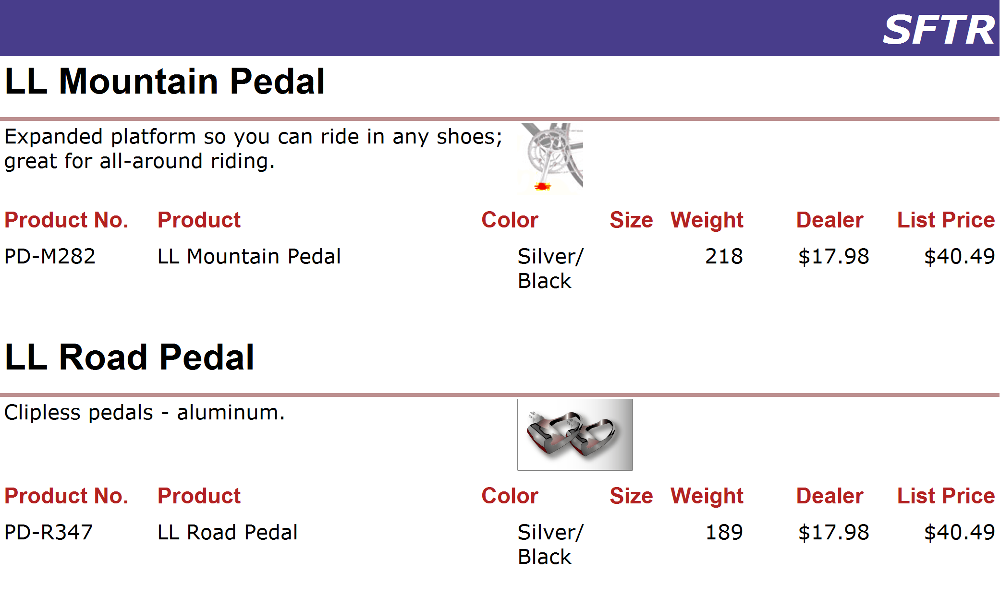 SFTR
LL Mountain Pedal
Expanded platform so you can ride in any shoes;
great for all-around riding.
Product No. Product Color Size Weight Dealer List Price
PD-M282 LL Mountain Pedal Silver/ 218 $17.98 $40.49
Black
LL Road Pedal
Clipless pedals - aluminum.
Product No. Product Color Size Weight Dealer List Price
PD-R347 LL Road Pedal Silver/ 189 $17.98 $40.49
Black